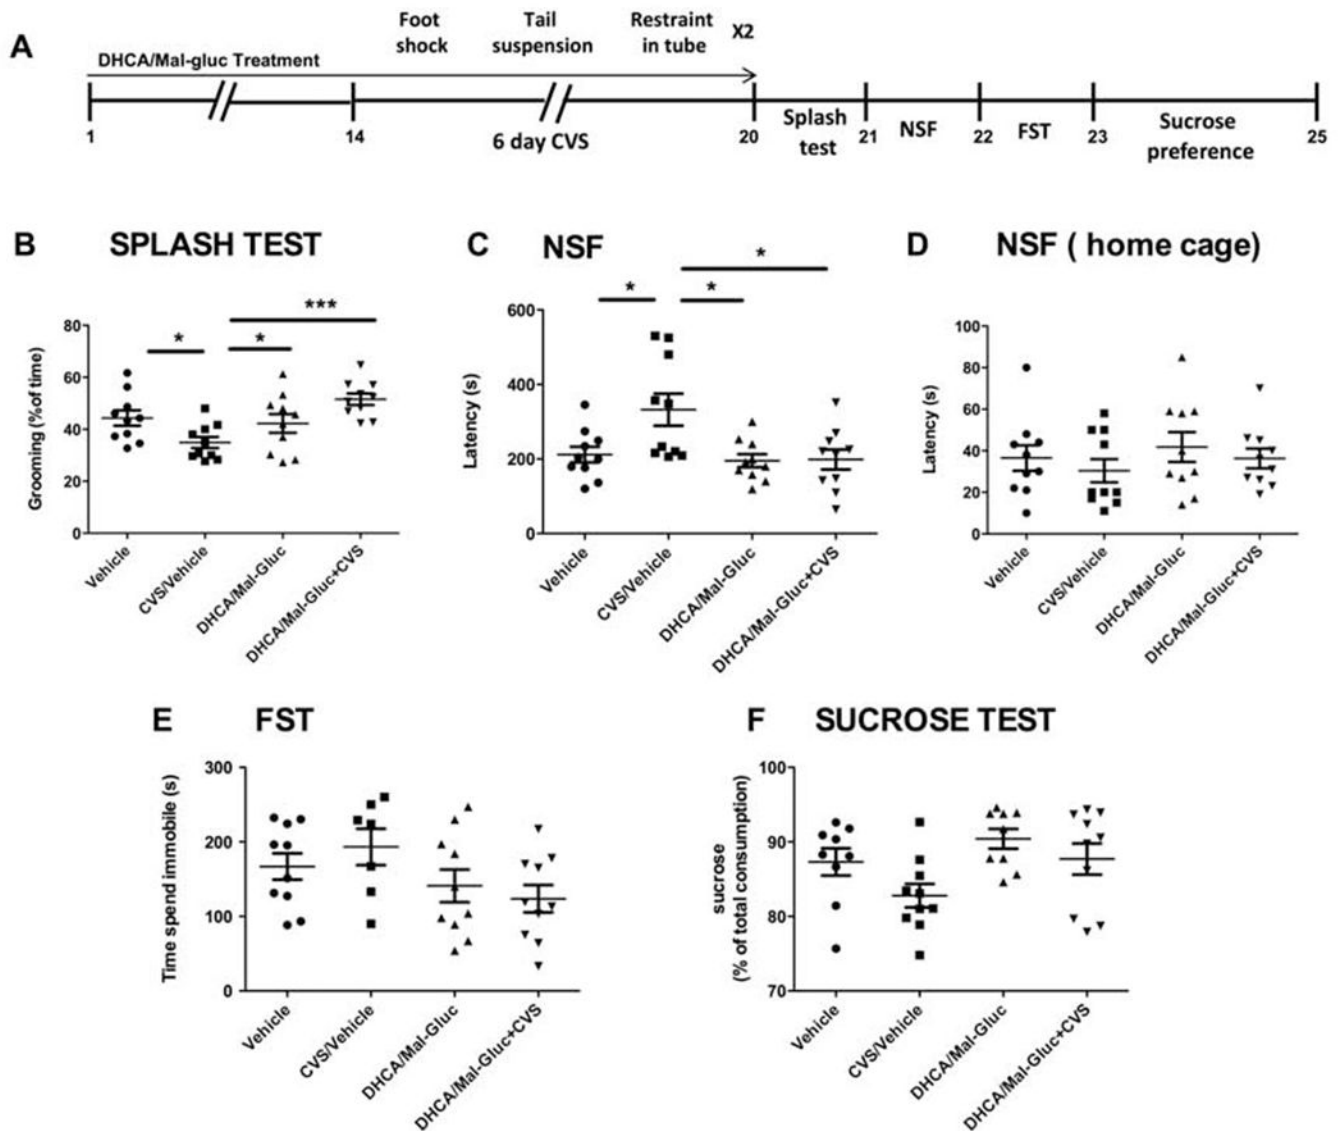 A
Foot
shock
Tail
suspension
Restraint
in tube
X2
DHCA/Mal-gluc Treatment
1
14
6 day CVS
20
Splash
test
21
NSF
22
FST
23
Sucrose
preference
25
B SPLASH TEST
***
*
*
Grooming (%of time)
80
60
40
20
0
Vehicle
CVS/Vehicle
DHCA/Mal-Gluc
DHCA/Mal-Gluc+CVS
C NSF
*
*
*
Latency (s)
600
400
200
0
Vehicle
CVS/Vehicle
DHCA/Mal-Gluc
DHCA/Mal-Gluc+CVS
D NSF ( home cage)
Latency (s)
100
80
60
40
20
0
Vehicle
CVS/Vehicle
DHCA/Mal-Gluc
DHCA/Mal-Gluc+CVS
E FST
Time spend immobile (s)
300
200
100
0
Vehicle
CVS/Vehicle
DHCA/Mal-Gluc
DHCA/Mal-Gluc+CVS
F SUCROSE TEST
sucrose
(% of total consumption)
100
90
80
70
Vehicle
CVS/Vehicle
DHCA/Mal-Gluc
DHCA/Mal-Gluc+CVS